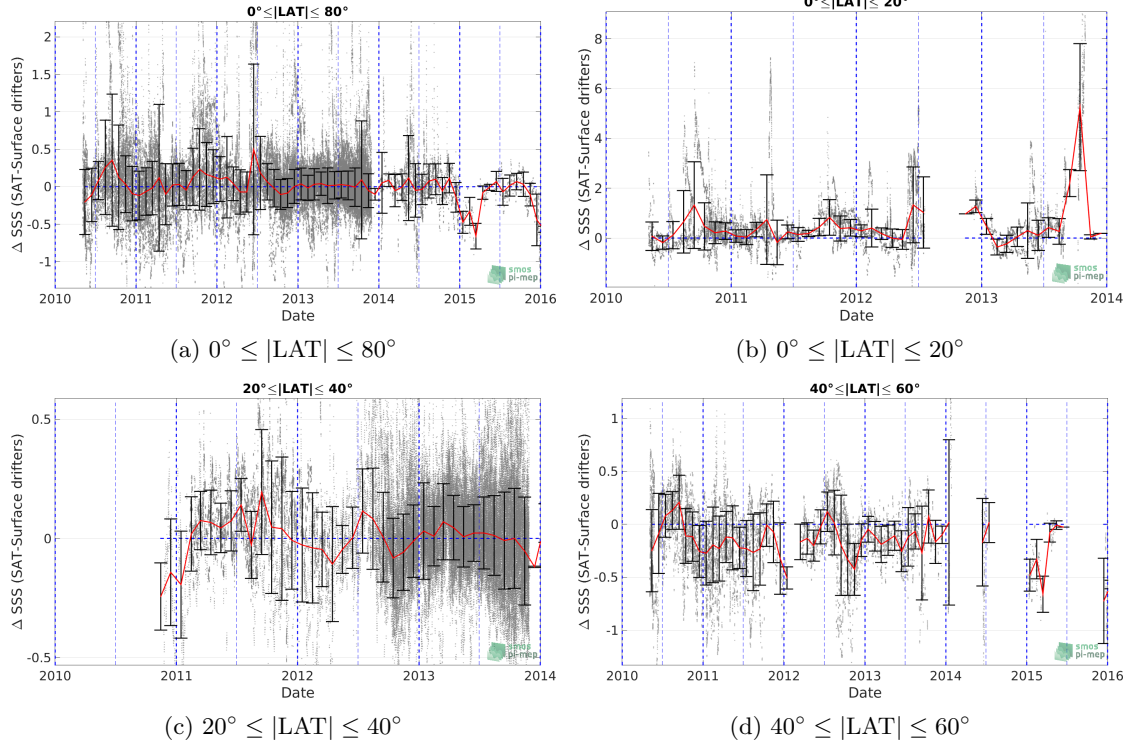 0°≤|LAT|≤ 80°
Δ SSS (SAT-Surface drifters)
2
1.5
1
0.5
0
-0.5
-1
smos
pi-mep
2010 2011 2012 2013 2014 2015 2016
Date
(a) 0° ≤ |LAT| ≤ 80°
0°≤|LAT|≤ 20°
Δ SSS (SAT-Surface drifters)
8
6
4
2
0
smos
pi-mep
2010 2011 2012 2013 2014
Date
(b) 0° ≤ |LAT| ≤ 20°
20°≤|LAT|≤ 40°
Δ SSS (SAT-Surface drifters)
0.5
0
-0.5
smos
pi-mep
2010 2011 2012 2013 2014
Date
(c) 20° ≤ |LAT| ≤ 40°
40°≤|LAT|≤ 60°
Δ SSS (SAT-Surface drifters)
1
0.5
0
-0.5
-1
smos
pi-mep
2010 2011 2012 2013 2014 2015 2016
Date
(d) 40° ≤ |LAT| ≤ 60°